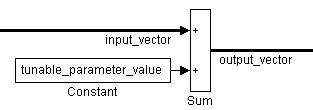 input_vector
+
tunable_parameter_value
+
output_vector
Constant
Sum